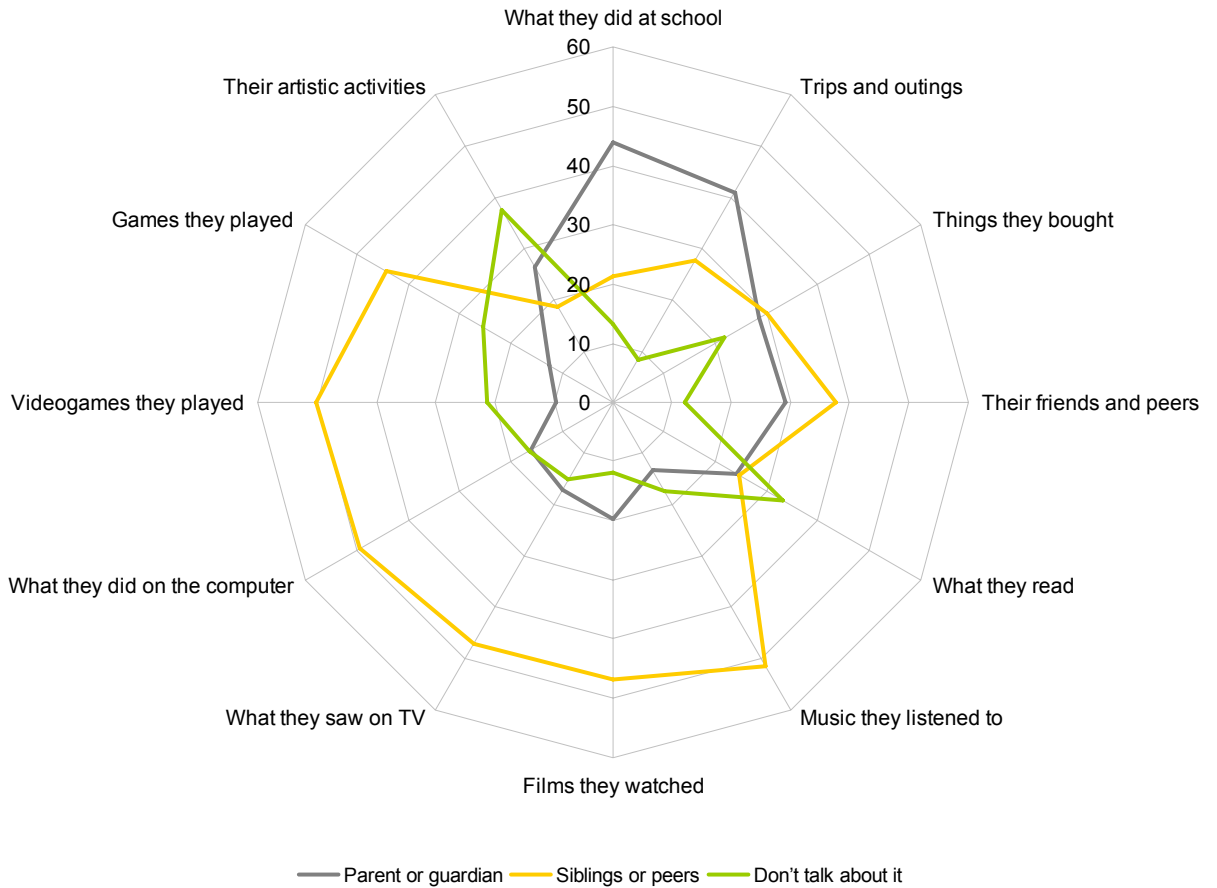 What they did at school
60
Their artistic activities
Trips and outings
50
40
Games they played
30
Things they bought
20
10
Videogames they played
0
Their friends and peers
What they did on the computer
What they read
What they saw on TV
Music they listened to
Films they watched
Parent or guardian Siblings or peers Don't talk about it